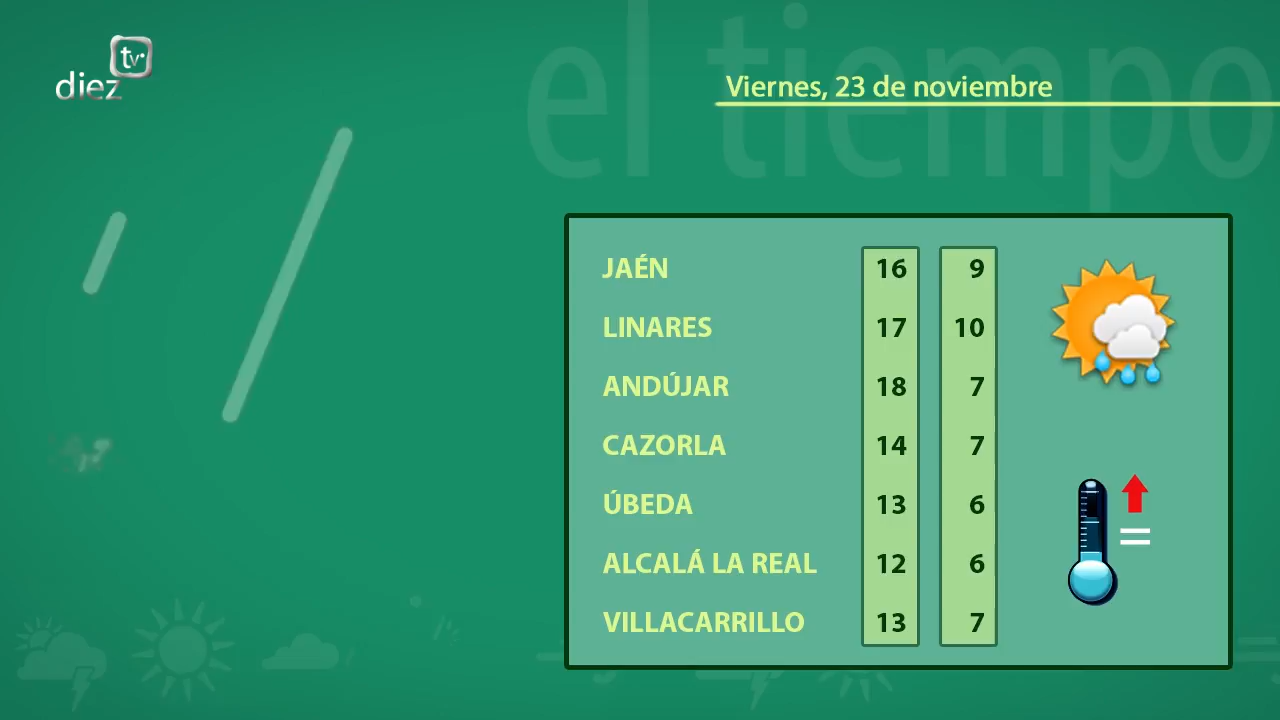 diez tv
el tiempo
Viernes, 23 de noviembre
JAÉN 16 9
LINARES 17 10
ANDÚJAR 18 7
CAZORLA 14 7
ÚBEDA 13 6
ALCALÁ LA REAL 12 6
VILLACARRILLO 13 7
=